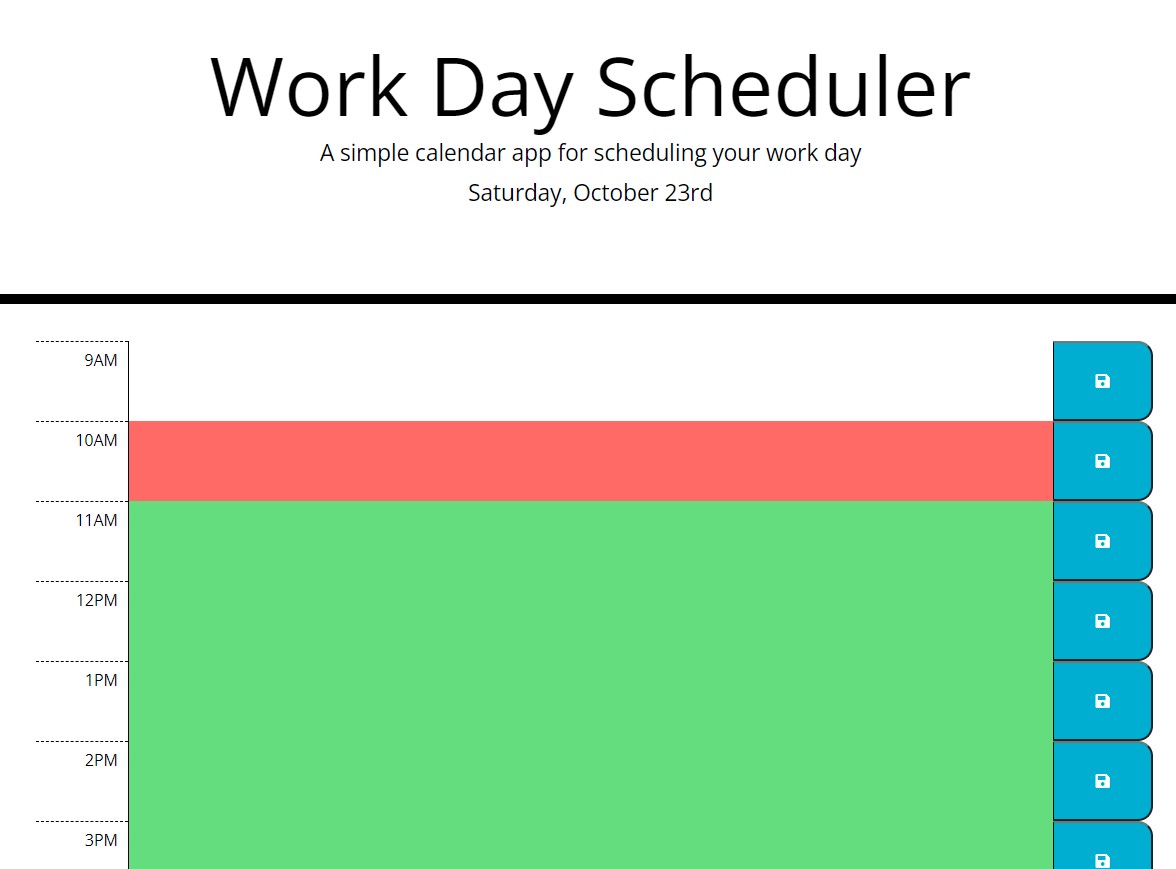 Work Day Scheduler
A simple calendar app for scheduling your work day
Saturday, October 23rd
9AM
10AM
11AM
12PM
1PM
2PM
3PM